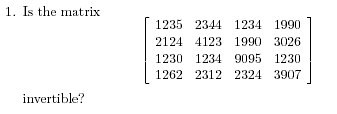 1. Is the matrix
1235 2344 1234 1990
2124 4123 1990 3026
1230 1234 9095 1230
1262 2312 2324 3907
invertible?